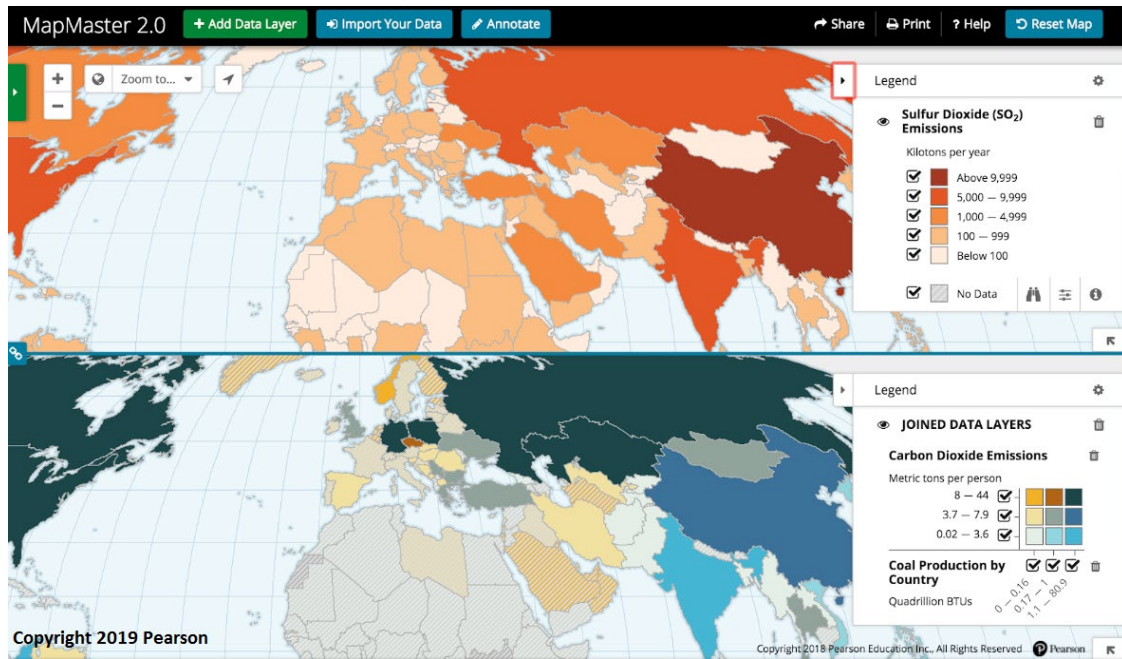 MapMaster 2.0
+ Add Data Layer
Import Your Data
Annotate
Share
Print
? Help
Reset Map
+
Zoom to...
−
Legend
Sulfur Dioxide (SO₂)
Emissions
Kilotons per year
Above 9,999
5,000 — 9,999
1,000 — 4,999
100 — 999
Below 100
No Data
Legend
JOINED DATA LAYERS
Carbon Dioxide Emissions
Metric tons per person
8 — 44
3.7 — 7.9
0.02 — 3.6
Coal Production by
Country
Quadrillion BTUs
0 — 0.16
0.17 — 1
1.1 — 80.9
Copyright 2019 Pearson
Copyright 2018 Pearson Education Inc., All Rights Reserved
Pearson